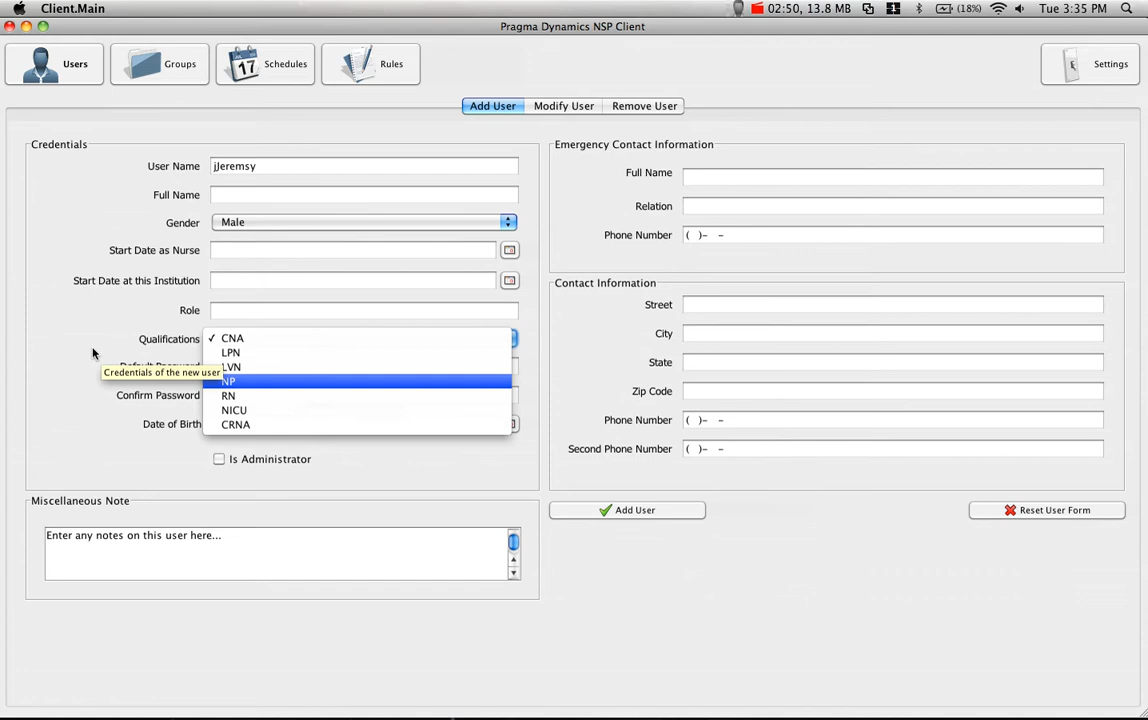 Client.Main
02:50, 13.8 MB
1
(18%)
Tue 3:35 PM
Pragma Dynamics NSP Client
Users
Groups
17
Schedules
Rules
Settings
Add User
Modify User
Remove User
Credentials
User Name
jJeremsy
Full Name
Gender
Male
Start Date as Nurse
Start Date at this Institution
Role
Qualifications
✓ CNA
LPN
LVN
NP
RN
NICU
CRNA
Default Password
Credentials of the new user
Confirm Password
Date of Birth
Is Administrator
Miscellaneous Note
Enter any notes on this user here...
Emergency Contact Information
Full Name
Relation
Phone Number
( )- -
Contact Information
Street
City
State
Zip Code
Phone Number
( )- -
Second Phone Number
( )- -
Add User
Reset User Form